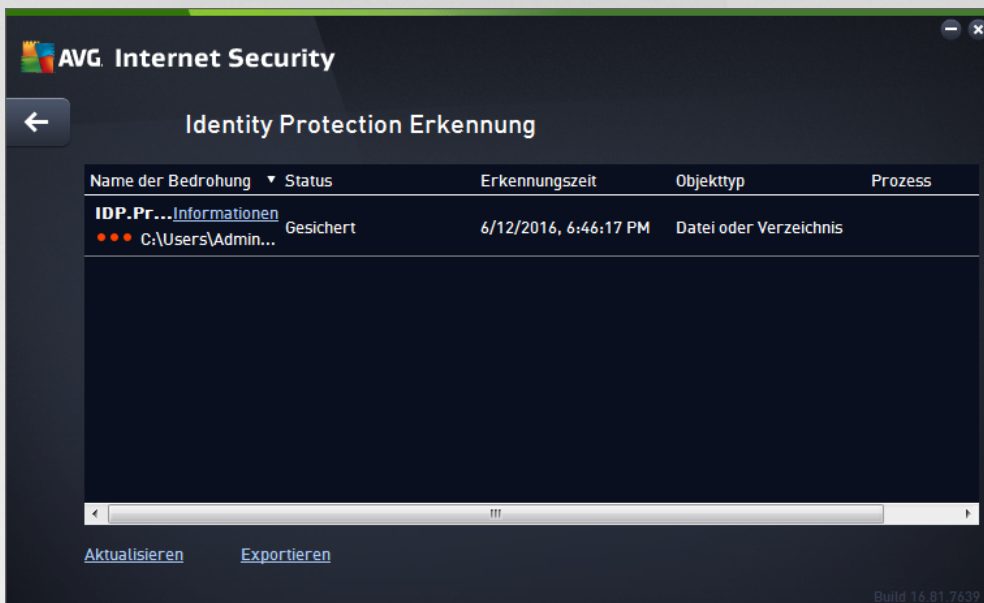 AVG Internet Security
Identity Protection Erkennung
Name der Bedrohung Status Erkennungszeit Objekttyp Prozess
IDP.Pr...Informationen
Gesichert 6/12/2016, 6:46:17 PM Datei oder Verzeichnis
C:\Users\Admin...
Aktualisieren Exportieren
Build 16.81.7639